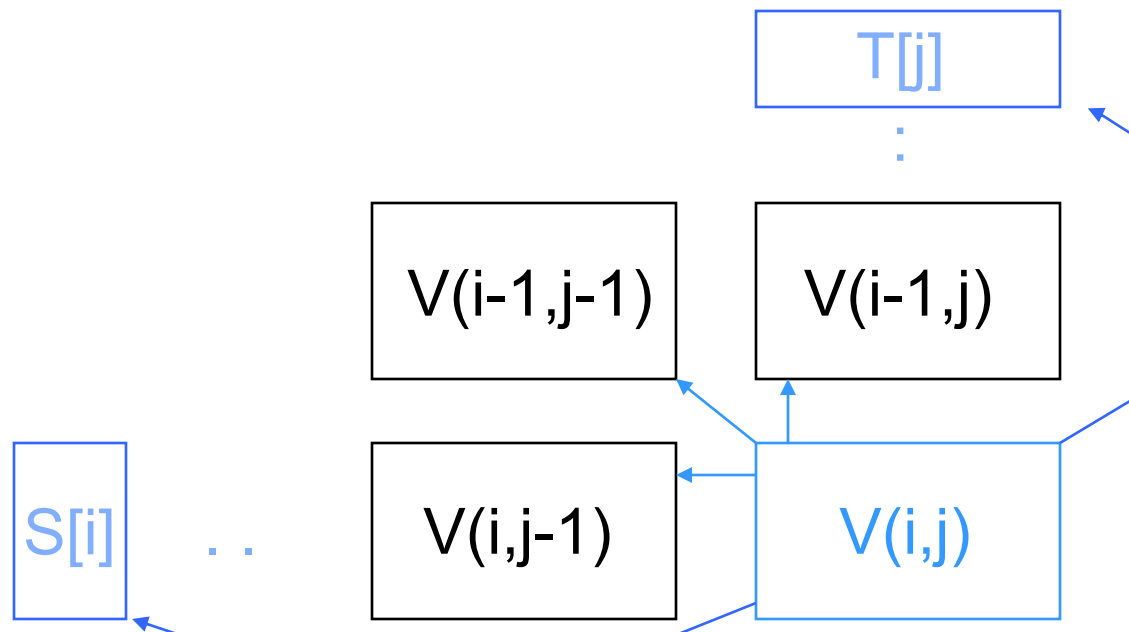 T[j]
:
V(i-1,j-1) V(i-1,j)
S[i] . . V(i,j-1) V(i,j)